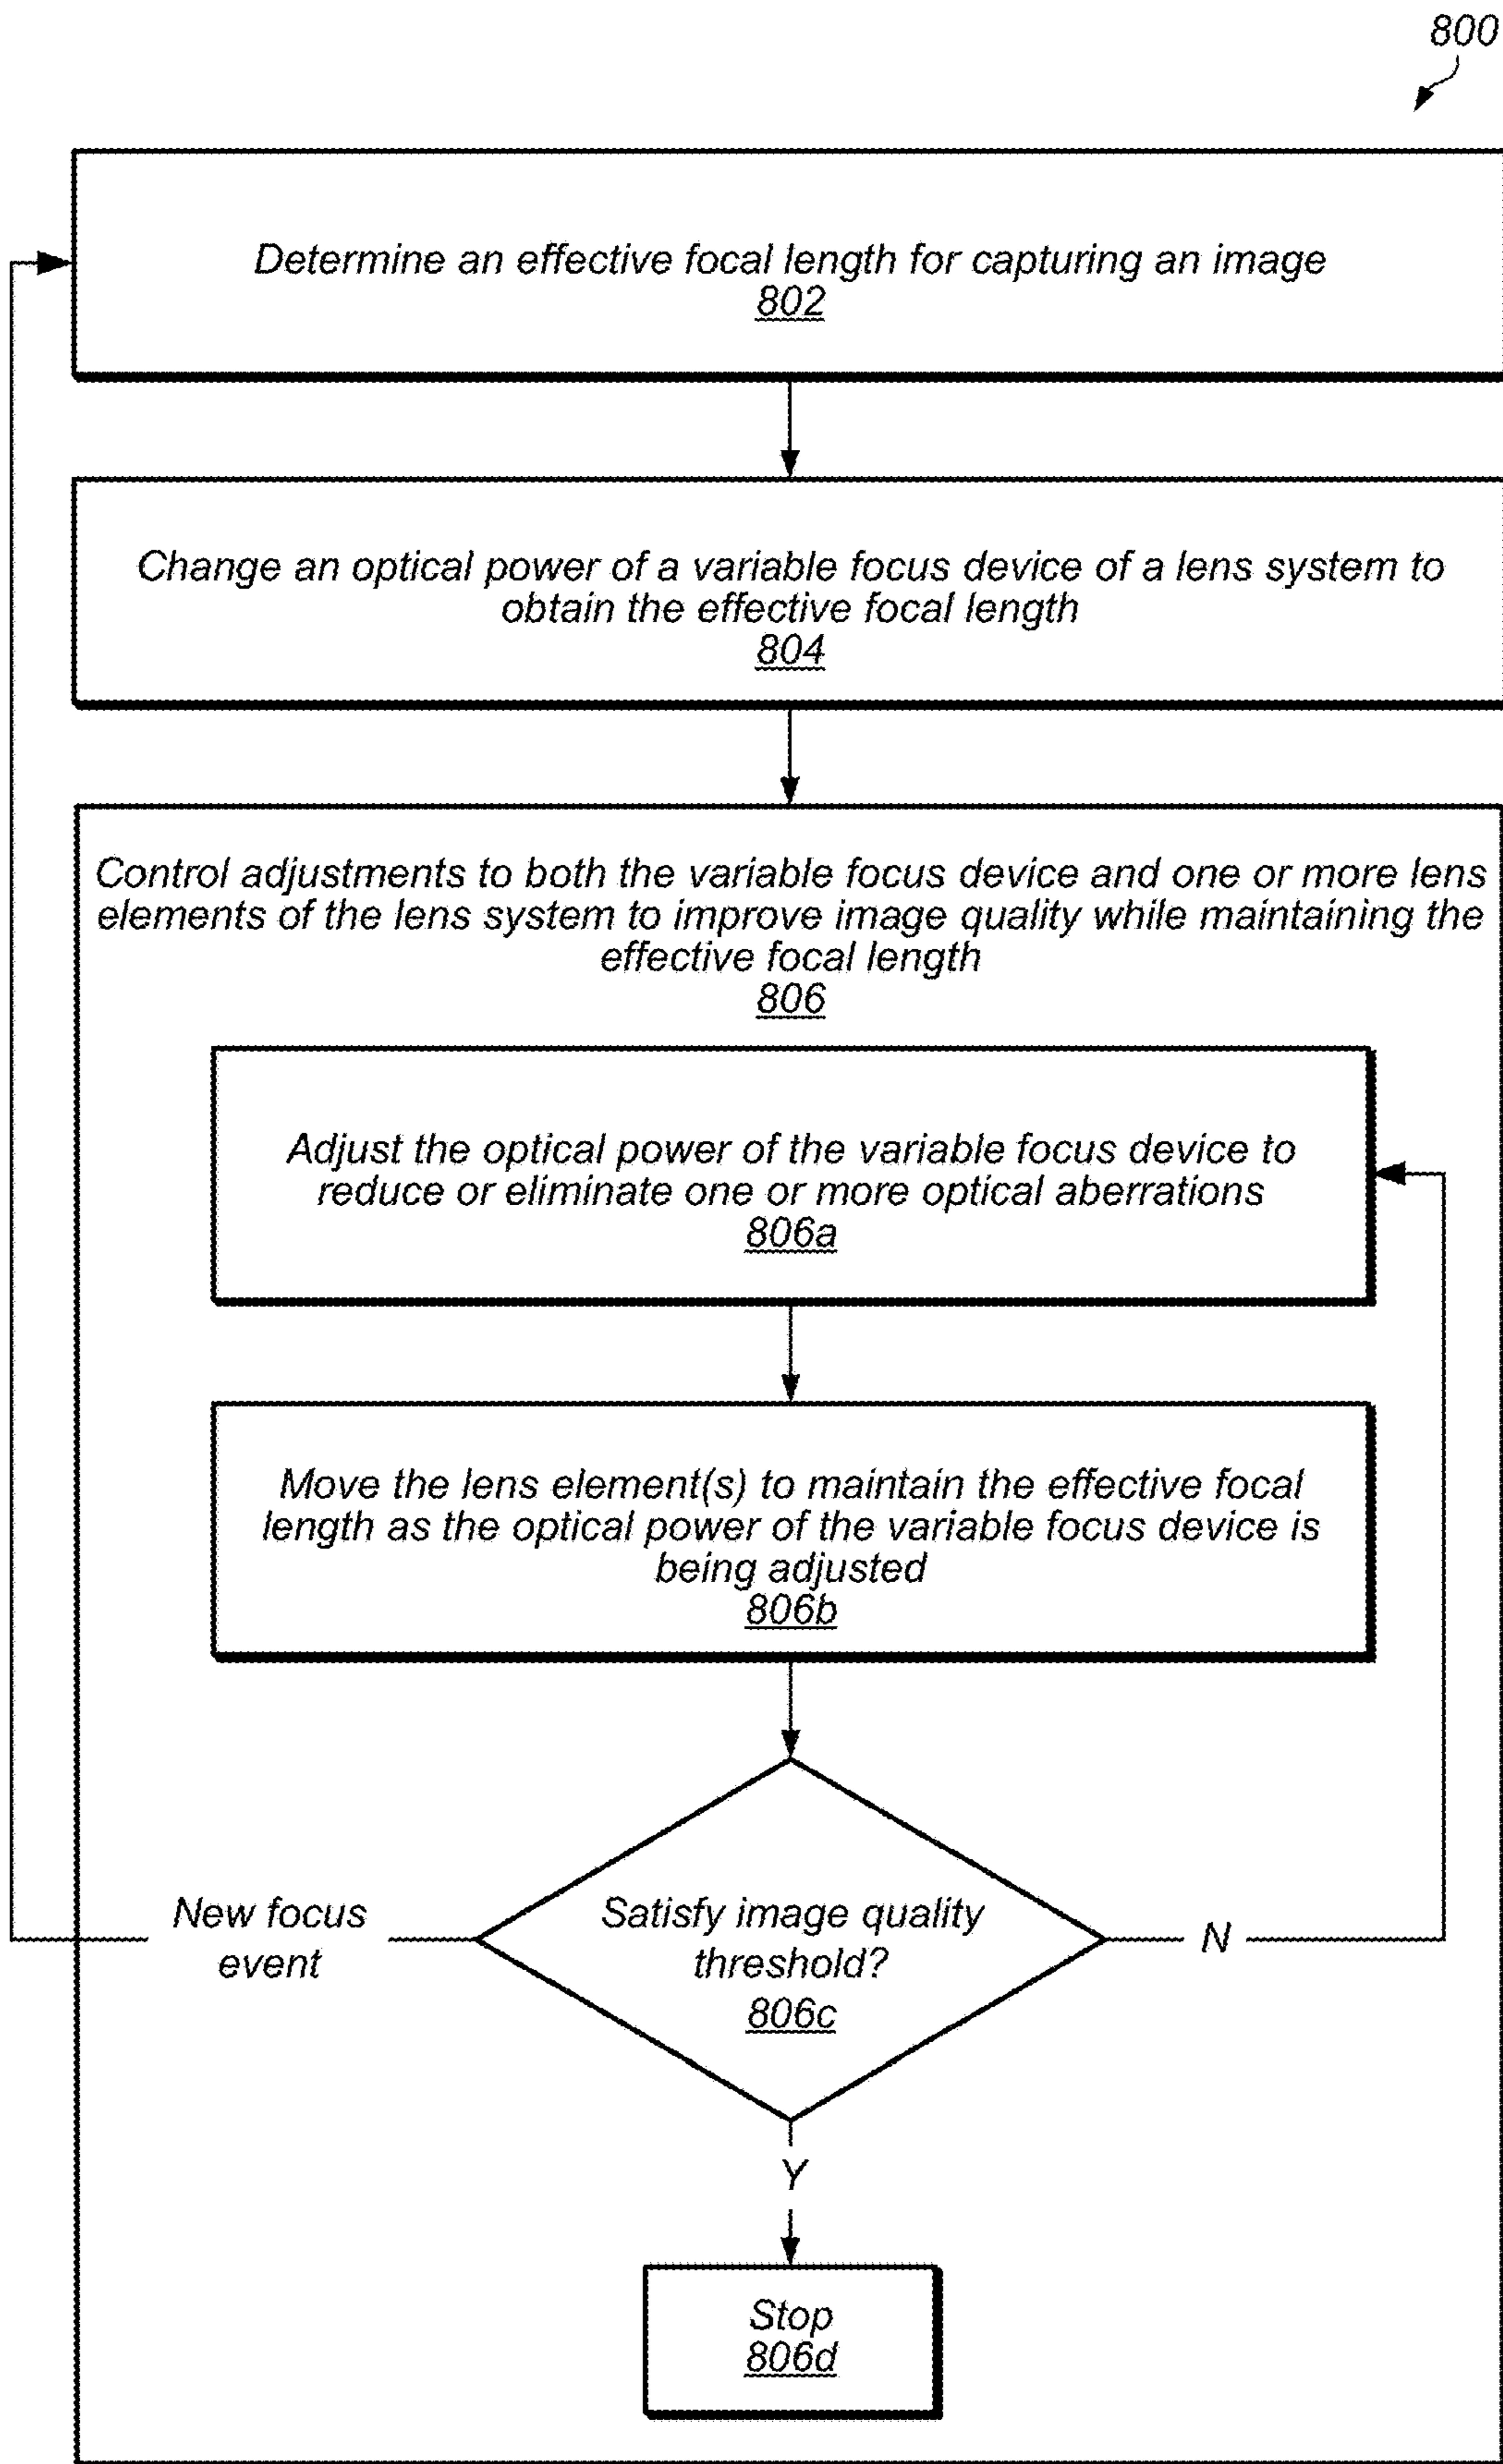 800
Determine an effective focal length for capturing an image
802
Change an optical power of a variable focus device of a lens system to
obtain the effective focal length
804
Control adjustments to both the variable focus device and one or more lens
elements of the lens system to improve image quality while maintaining the
effective focal length
806
Adjust the optical power of the variable focus device to
reduce or eliminate one or more optical aberrations
806a
Move the lens element(s) to maintain the effective focal
length as the optical power of the variable focus device is
being adjusted
806b
New focus
event
Satisfy image quality
threshold?
806c
N
Y
Stop
806d